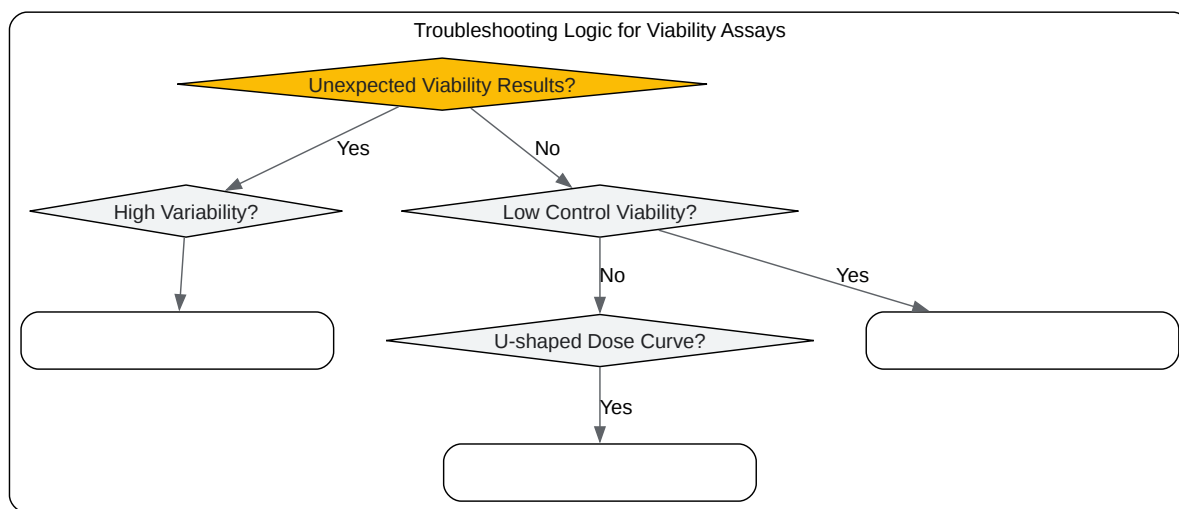 Troubleshooting Logic for Viability Assays
Unexpected Viability Results?
Yes
No
High Variability?
Low Control Viability?
No
Yes
U-shaped Dose Curve?
Yes